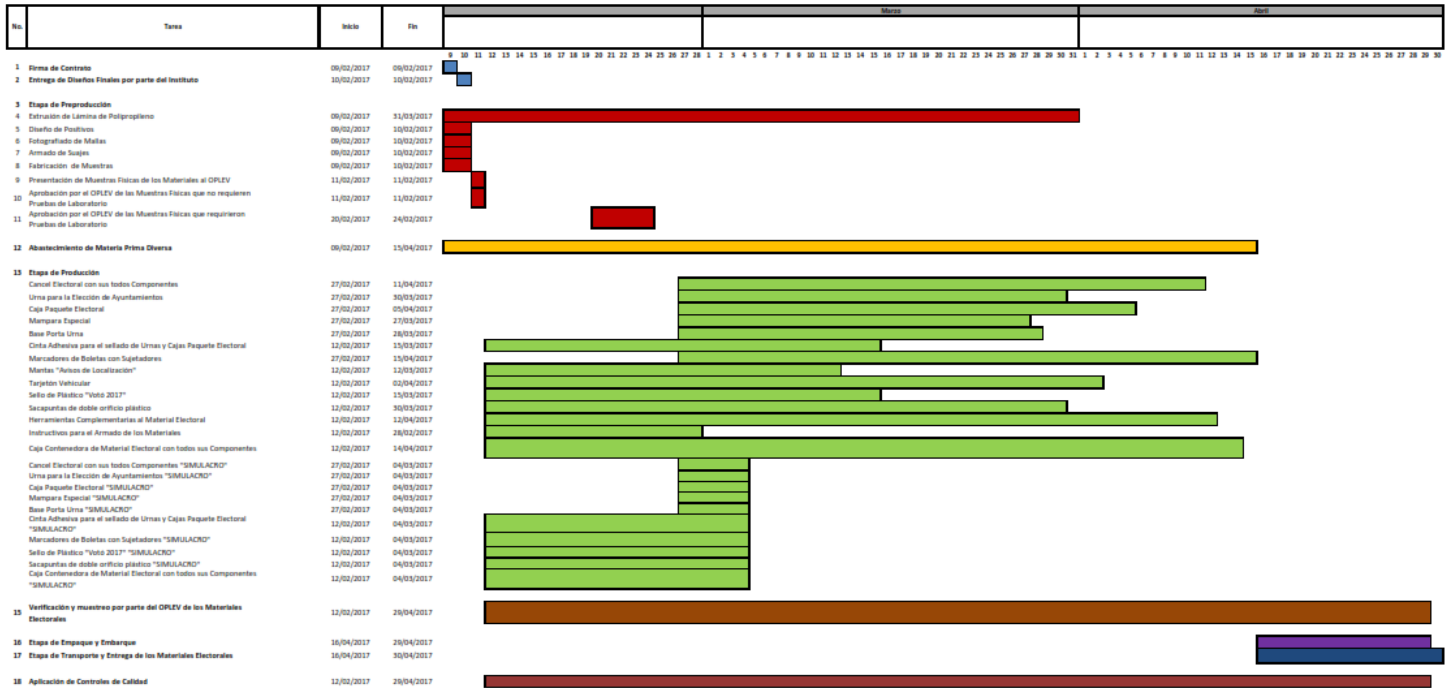 Marzo Abril
No. Tarea Inicio Fin
9 10 11 12 13 14 15 16 17 18 19 20 21 22 23 24 25 26 27 28 1 2 3 4 5 6 7 8 9 10 11 12 13 14 15 16 17 18 19 20 21 22 23 24 25 26 27 28 29 30 31 1 2 3 4 5 6 7 8 9 10 11 12 13 14 15 16 17 18 19 20 21 22 23 24 25 26 27 28 29 30
1 Firma de Contrato 09/02/2017 09/02/2017
2 Entrega de Diseños Finales por parte del Instituto 10/02/2017 10/02/2017
3 Etapa de Preproducción
4 Extrusión de Lámina de Polipropileno 09/02/2017 31/03/2017
5 Diseño de Positivos 09/02/2017 10/02/2017
6 Fotografiado de Mallas 09/02/2017 10/02/2017
7 Armado de Suajes 09/02/2017 10/02/2017
8 Fabricación de Muestras 09/02/2017 10/02/2017
9 Presentación de Muestras Físicas de los Materiales al OPLEV 11/02/2017 11/02/2017
10 Aprobación por el OPLEV de las Muestras Físicas que no requieren
Pruebas de Laboratorio 11/02/2017 11/02/2017
11 Aprobación por el OPLEV de las Muestras Físicas que requirieron
Pruebas de Laboratorio 20/02/2017 24/02/2017
12 Abastecimiento de Materia Prima Diversa 09/02/2017 15/04/2017
13 Etapa de Producción
Cancel Electoral con sus todos Componentes 27/02/2017 11/04/2017
Urna para la Elección de Ayuntamientos 27/02/2017 30/03/2017
Caja Paquete Electoral 27/02/2017 05/04/2017
Mampara Especial 27/02/2017 27/03/2017
Base Porta Urna 27/02/2017 28/03/2017
Cinta Adhesiva para el sellado de Urnas y Cajas Paquete Electoral 12/02/2017 15/03/2017
Marcadores de Boletas con Sujetadores 27/02/2017 15/04/2017
Mantas "Avisos de Localización" 12/02/2017 12/03/2017
Tarjetón Vehicular 12/02/2017 02/04/2017
Sello de Plástico "Votó 2017" 12/02/2017 15/03/2017
Sacapuntas de doble orificio plástico 12/02/2017 30/03/2017
Herramientas Complementarias al Material Electoral 12/02/2017 12/04/2017
Instructivos para el Armado de los Materiales 12/02/2017 28/02/2017
Caja Contenedora de Material Electoral con todos sus Componentes 12/02/2017 14/04/2017
Cancel Electoral con sus todos Componentes "SIMULACRO" 27/02/2017 04/03/2017
Urna para la Elección de Ayuntamientos "SIMULACRO" 27/02/2017 04/03/2017
Caja Paquete Electoral "SIMULACRO" 27/02/2017 04/03/2017
Mampara Especial "SIMULACRO" 27/02/2017 04/03/2017
Base Porta Urna "SIMULACRO" 27/02/2017 04/03/2017
Cinta Adhesiva para el sellado de Urnas y Cajas Paquete Electoral
"SIMULACRO" 12/02/2017 04/03/2017
Marcadores de Boletas con Sujetadores "SIMULACRO" 12/02/2017 04/03/2017
Sello de Plástico "Votó 2017" "SIMULACRO" 12/02/2017 04/03/2017
Sacapuntas de doble orificio plástico "SIMULACRO" 12/02/2017 04/03/2017
Caja Contenedora de Material Electoral con todos sus Componentes
"SIMULACRO" 12/02/2017 04/03/2017
15 Verificación y muestreo por parte del OPLEV de los Materiales
Electorales 12/02/2017 29/04/2017
16 Etapa de Empaque y Embarque 16/04/2017 29/04/2017
17 Etapa de Transporte y Entrega de los Materiales Electorales 16/04/2017 30/04/2017
18 Aplicación de Controles de Calidad 12/02/2017 29/04/2017